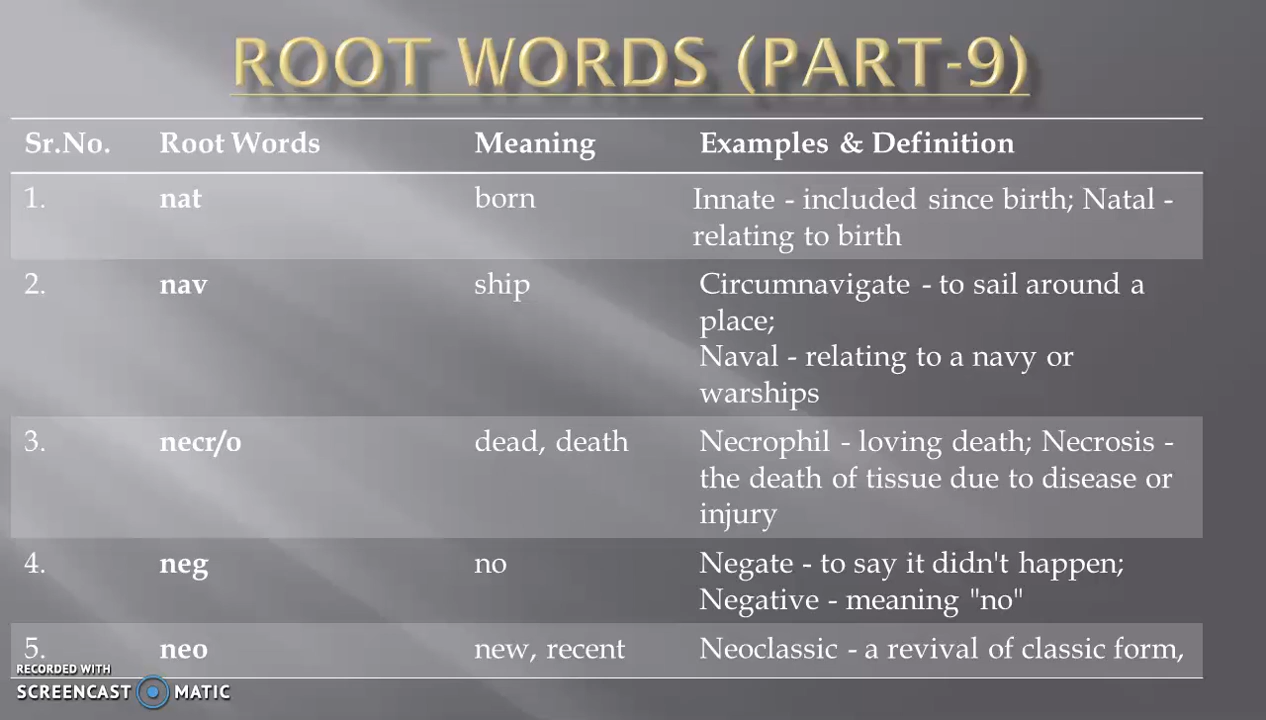 ROOT WORDS (PART-9)
Sr.No. Root Words Meaning Examples & Definition
1. nat born Innate - included since birth; Natal -
relating to birth
2. nav ship Circumnavigate - to sail around a
place;
Naval - relating to a navy or
warships
3. necr/o dead, death Necrophil - loving death; Necrosis -
the death of tissue due to disease or
injury
4. neg no Negate - to say it didn't happen;
Negative - meaning "no"
5. neo new, recent Neoclassic - a revival of classic form,
RECORDED WITH
SCREENCAST MATIC